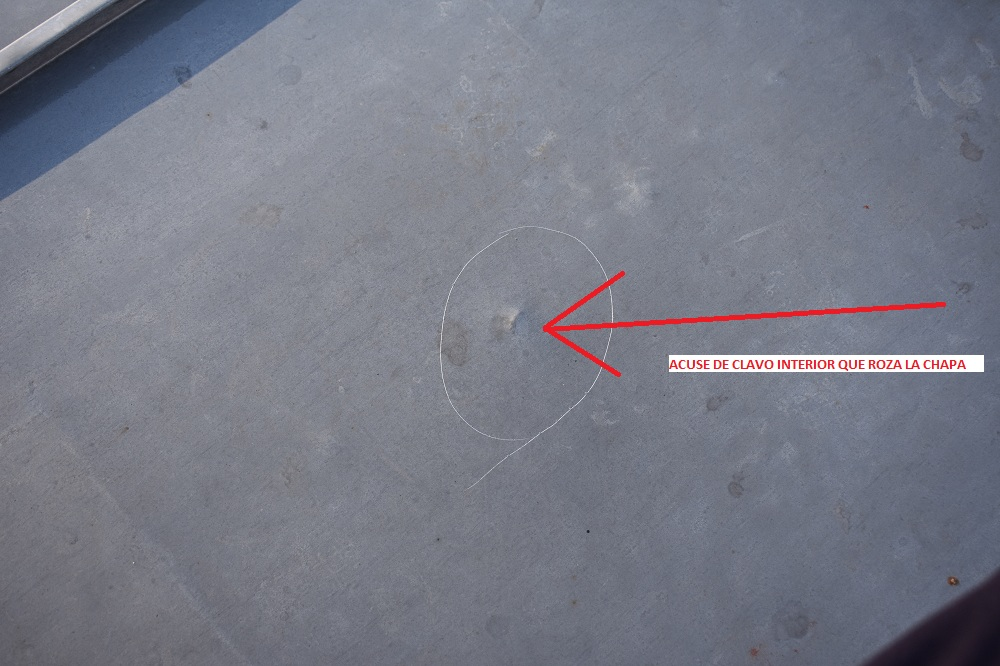 ACUSE DE CLAVO INTERIOR QUE ROZA LA CHAPA